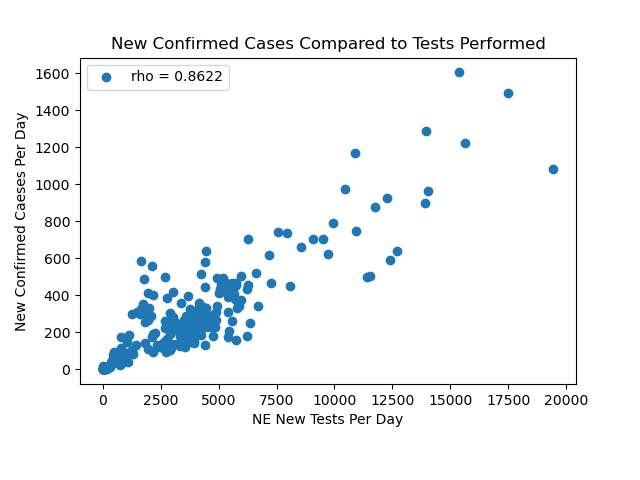 New Confirmed Cases Compared to Tests Performed
rho = 0.8622
New Confirmed Caeses Per Day
1600
1400
1200
1000
800
600
400
200
0
0 2500 5000 7500 10000 12500 15000 17500 20000
NE New Tests Per Day